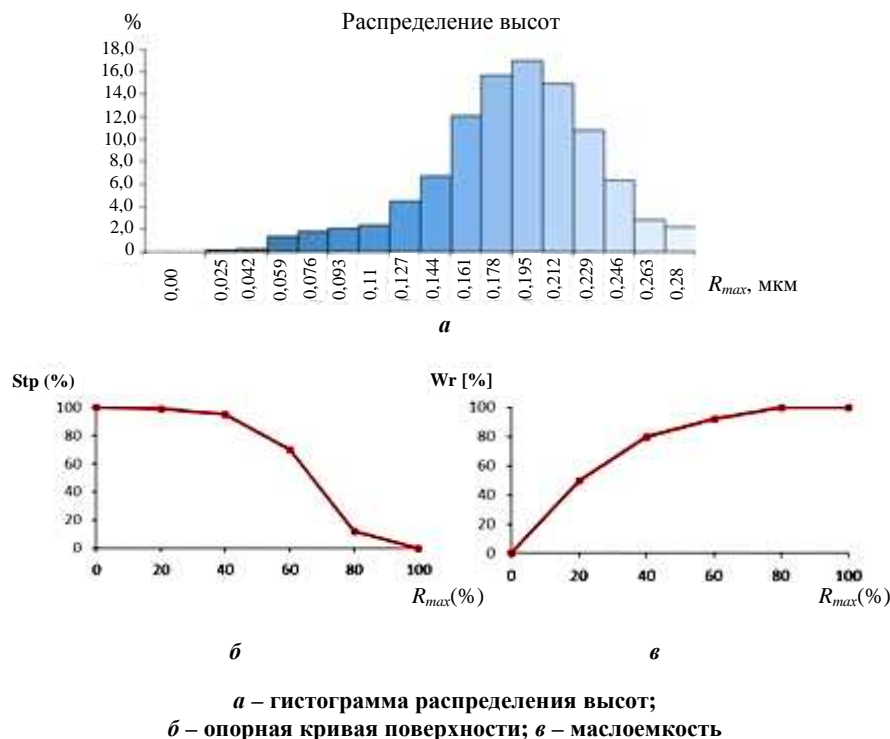 % Распределение высот
18,0
16,0
14,0
12,0
10,0
8,0
6,0
4,0
2,0
0
0,00 0,025 0,042 0,059 0,076 0,093 0,11 0,127 0,144 0,161 0,178 0,195 0,212 0,229 0,246 0,263 0,28 Rmax, мкм
а
Stp (%)
100
80
60
40
20
0
0 20 40 60 80 100
Rmax(%)
б
Wr [%]
100
80
60
40
20
0
0 20 40 60 80 100
Rmax(%)
в
а – гистограмма распределения высот;
б – опорная кривая поверхности; в – маслоемкость